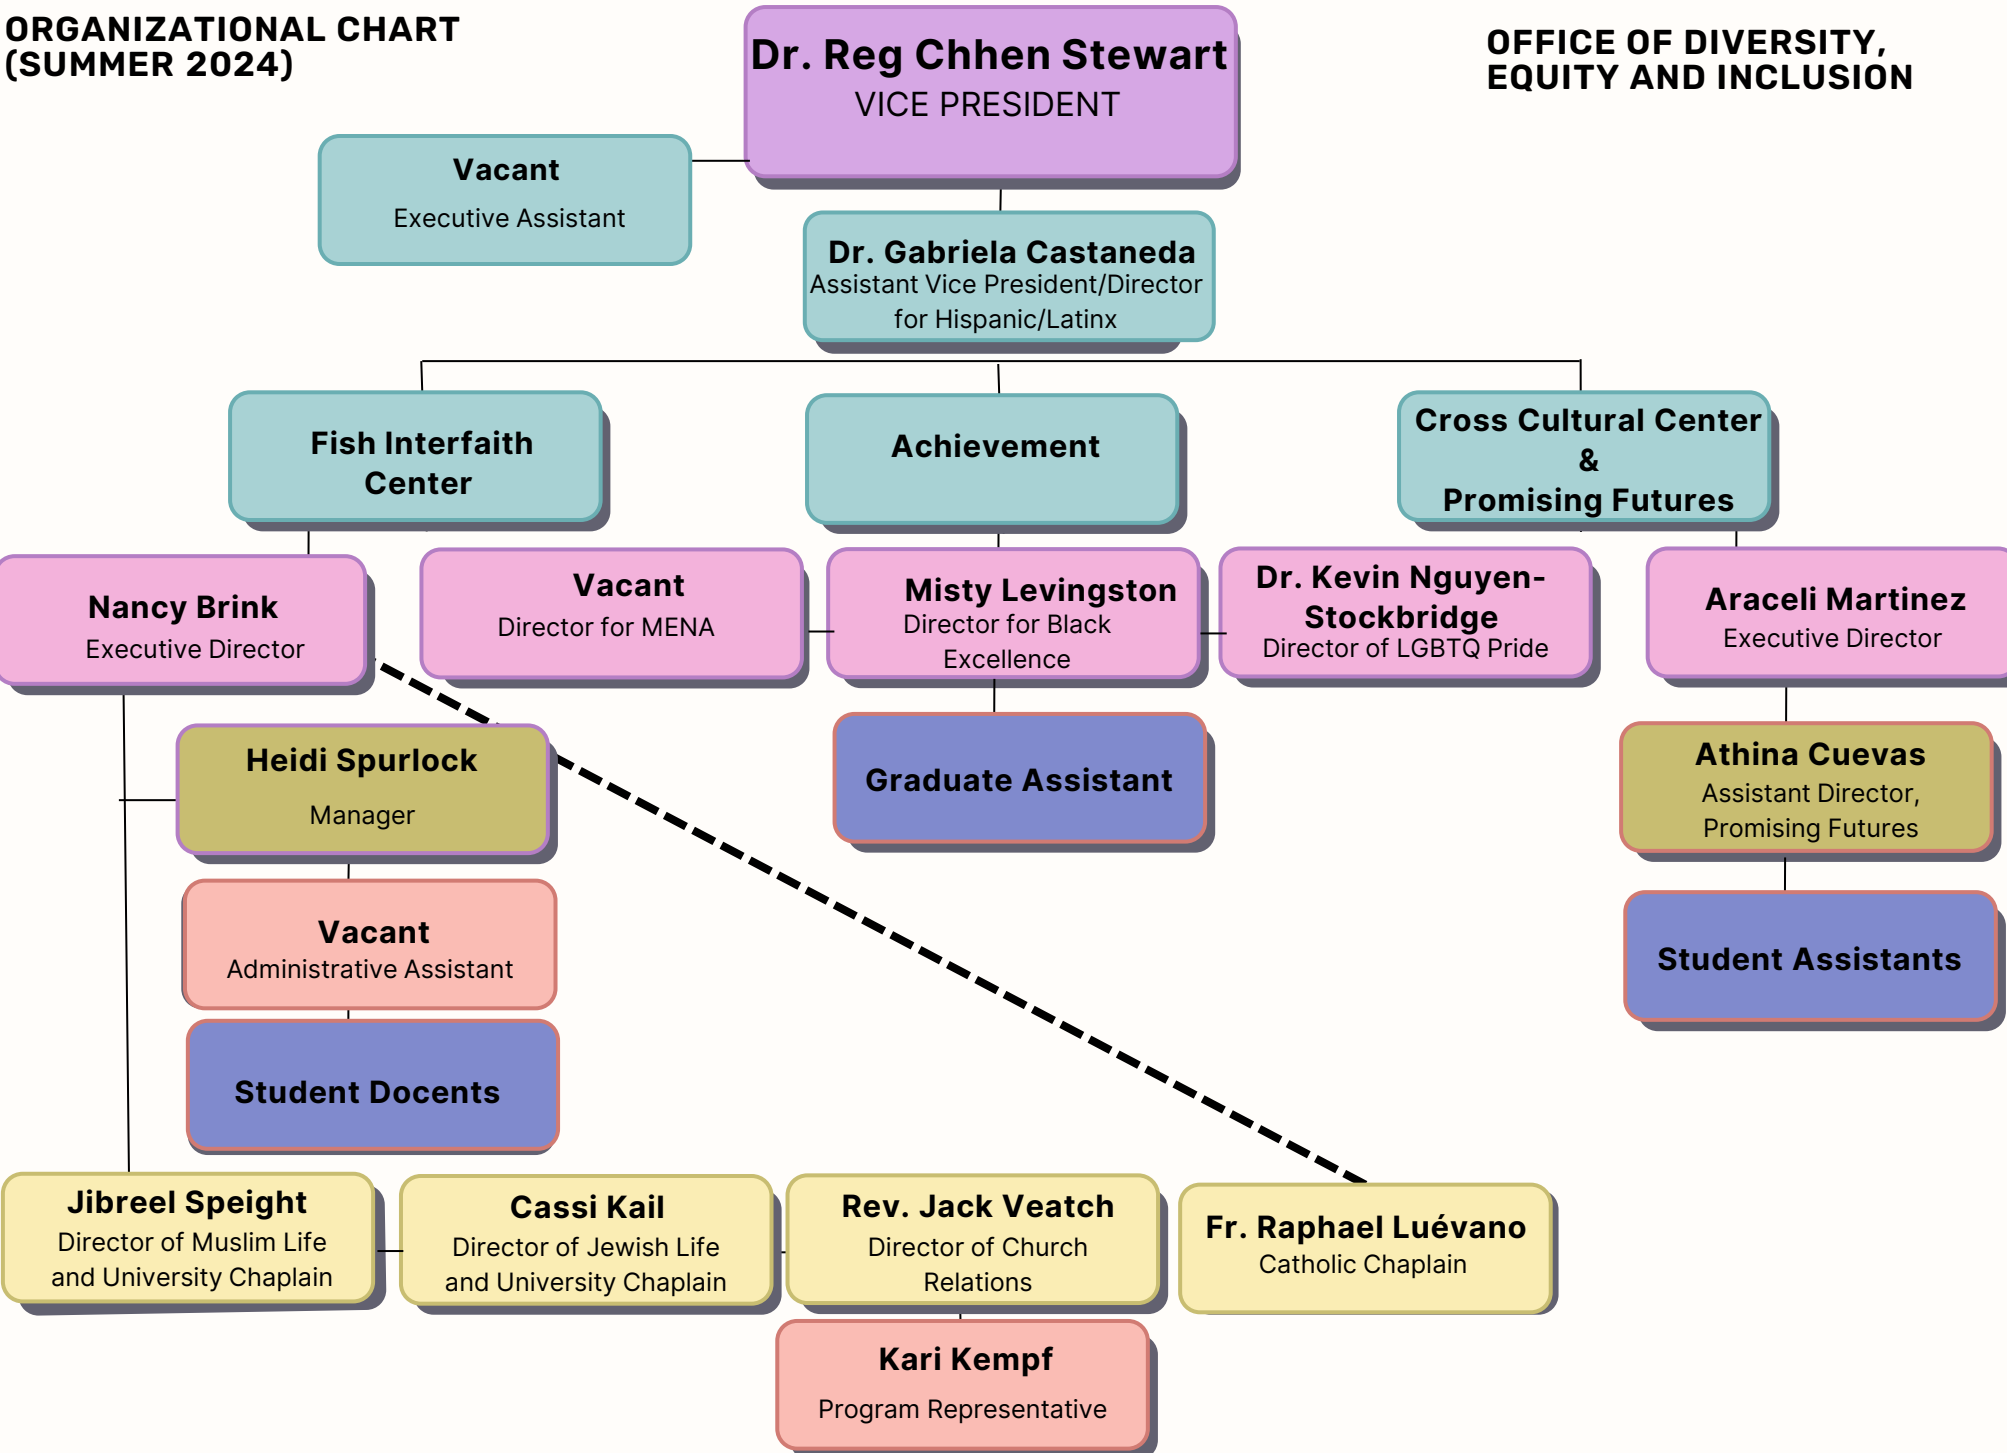 ORGANIZATIONAL CHART
(SUMMER 2024)
OFFICE OF DIVERSITY,
EQUITY AND INCLUSION
Dr. Reg Chhen Stewart
VICE PRESIDENT
Vacant
Executive Assistant
Dr. Gabriela Castaneda
Assistant Vice President/Director
for Hispanic/Latinx
Fish Interfaith
Center
Achievement
Cross Cultural Center
&
Promising Futures
Nancy Brink
Executive Director
Vacant
Director for MENA
Misty Levingston
Director for Black
Excellence
Dr. Kevin Nguyen-
Stockbridge
Director of LGBTQ Pride
Araceli Martinez
Executive Director
Heidi Spurlock
Manager
Graduate Assistant
Athina Cuevas
Assistant Director,
Promising Futures
Vacant
Administrative Assistant
Student Assistants
Student Docents
Jibreel Speight
Director of Muslim Life
and University Chaplain
Cassi Kail
Director of Jewish Life
and University Chaplain
Rev. Jack Veatch
Director of Church
Relations
Fr. Raphael Luévano
Catholic Chaplain
Kari Kempf
Program Representative